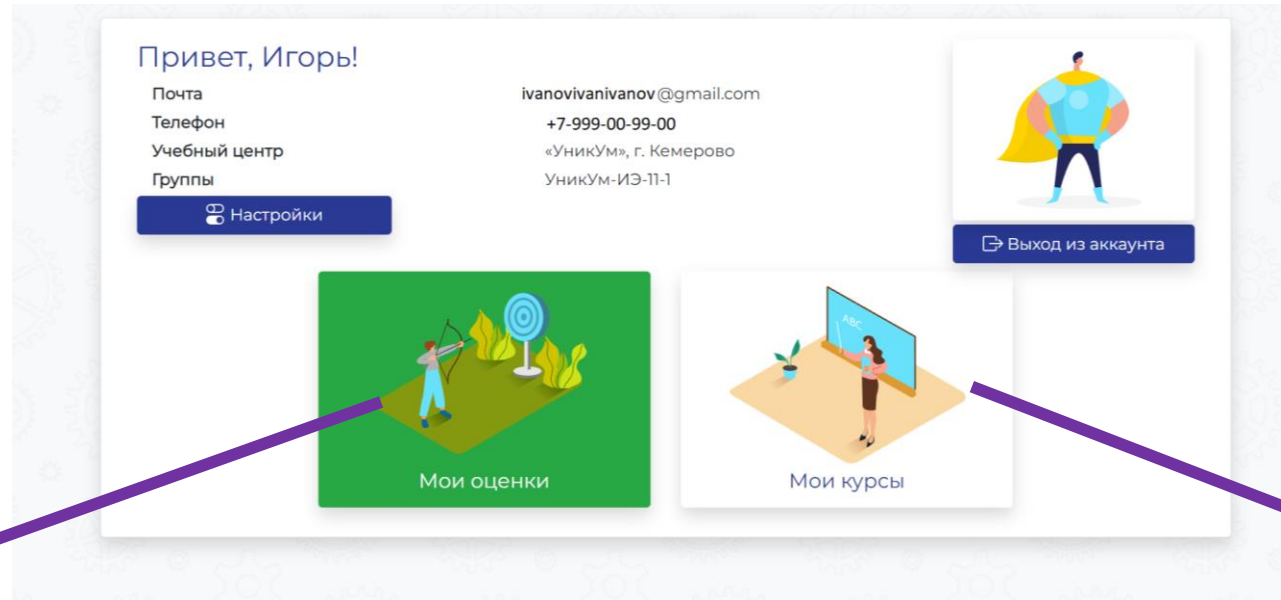 Привет, Игорь!
Почта ivanovivanivanov@gmail.com
Телефон +7-999-00-99-00
Учебный центр «УникУм», г. Кемерово
Группы УникУм-ИЭ-11-1
Настройки
Выход из аккаунта
ABC
Мои оценки
Мои курсы